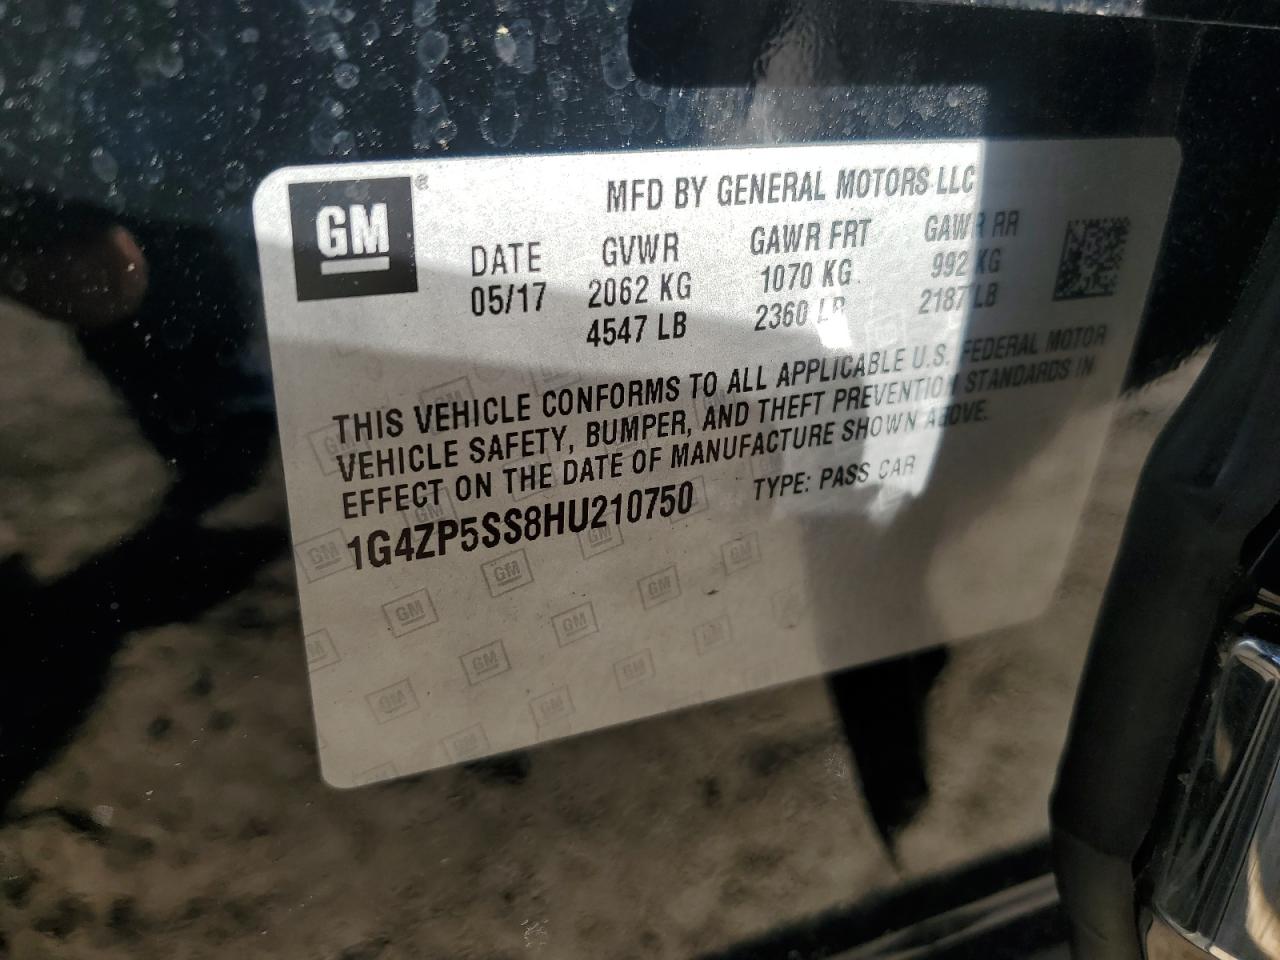 GM ®
MFD BY GENERAL MOTORS LLC
DATE GVWR GAWR FRT GAWR RR
05/17 2062 KG 1070 KG 992 KG
4547 LB 2360 LB 2187 LB
THIS VEHICLE CONFORMS TO ALL APPLICABLE U.S. FEDERAL MOTOR
VEHICLE SAFETY, BUMPER, AND THEFT PREVENTION STANDARDS IN
EFFECT ON THE DATE OF MANUFACTURE SHOWN ABOVE.
1G4ZP5SS8HU210750 TYPE: PASS CAR